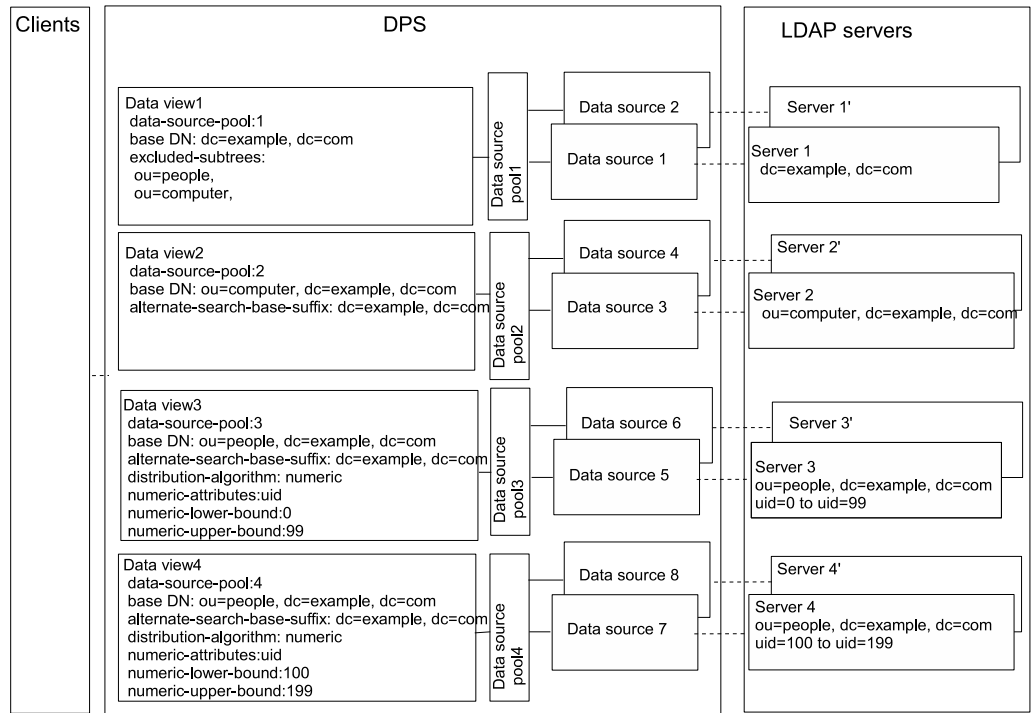 Clients
DPS
LDAP servers
Data view1
data-source-pool:1
base DN: dc=example, dc=com
excluded-subtrees:
ou=people,
ou=computer,
Data source
pool1
Data source 2
Data source 1
Server 1'
Server 1
dc=example, dc=com
Data view2
data-source-pool:2
base DN: ou=computer, dc=example, dc=com
alternate-search-base-suffix: dc=example, dc=com
Data source
pool2
Data source 4
Data source 3
Server 2'
Server 2
ou=computer, dc=example, dc=com
Data view3
data-source-pool:3
base DN: ou=people, dc=example, dc=com
alternate-search-base-suffix: dc=example, dc=com
distribution-algorithm: numeric
numeric-attributes:uid
numeric-lower-bound:0
numeric-upper-bound:99
Data source
pool3
Data source 6
Data source 5
Server 3'
Server 3
ou=people, dc=example, dc=com
uid=0 to uid=99
Data view4
data-source-pool:4
base DN: ou=people, dc=example, dc=com
alternate-search-base-suffix: dc=example, dc=com
distribution-algorithm: numeric
numeric-attributes:uid
numeric-lower-bound:100
numeric-upper-bound:199
Data source
pool4
Data source 8
Data source 7
Server 4'
Server 4
ou=people, dc=example, dc=com
uid=100 to uid=199